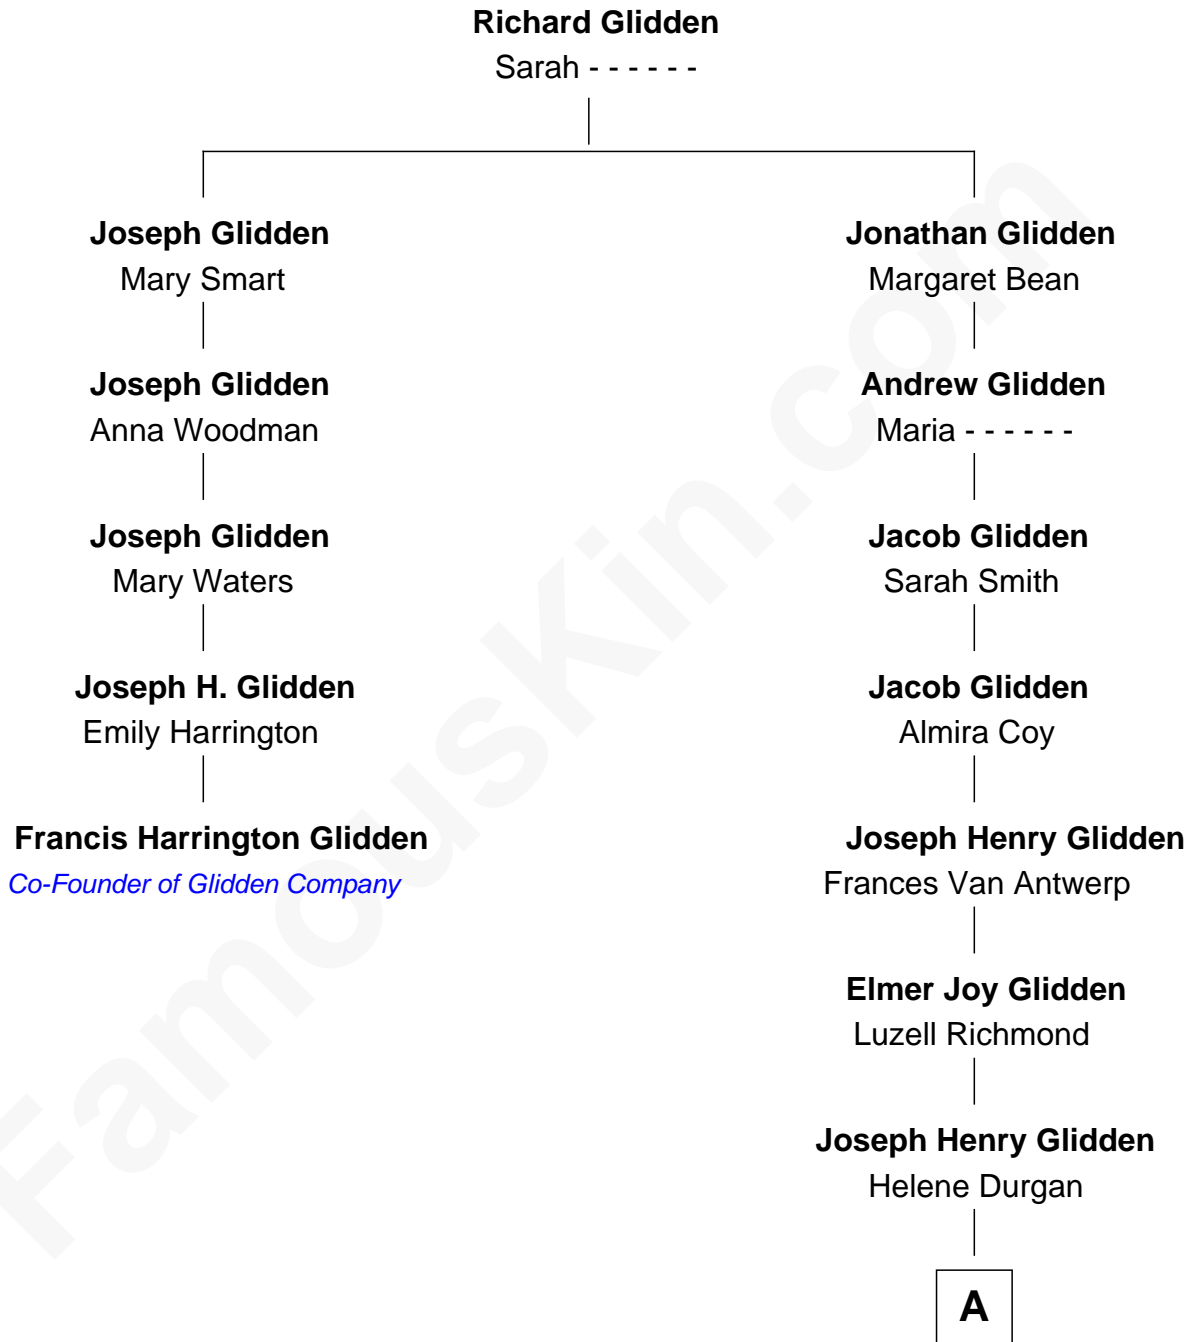 Richard Glidden
Sarah - - - - - -
Joseph Glidden
Mary Smart
Joseph Glidden
Anna Woodman
Joseph Glidden
Mary Waters
Joseph H. Glidden
Emily Harrington
Francis Harrington Glidden
Co-Founder of Glidden Company
Jonathan Glidden
Margaret Bean
Andrew Glidden
Maria - - - - - -
Jacob Glidden
Sarah Smith
Jacob Glidden
Almira Coy
Joseph Henry Glidden
Frances Van Antwerp
Elmer Joy Glidden
Luzell Richmond
Joseph Henry Glidden
Helene Durgan
A
FamousKin.com